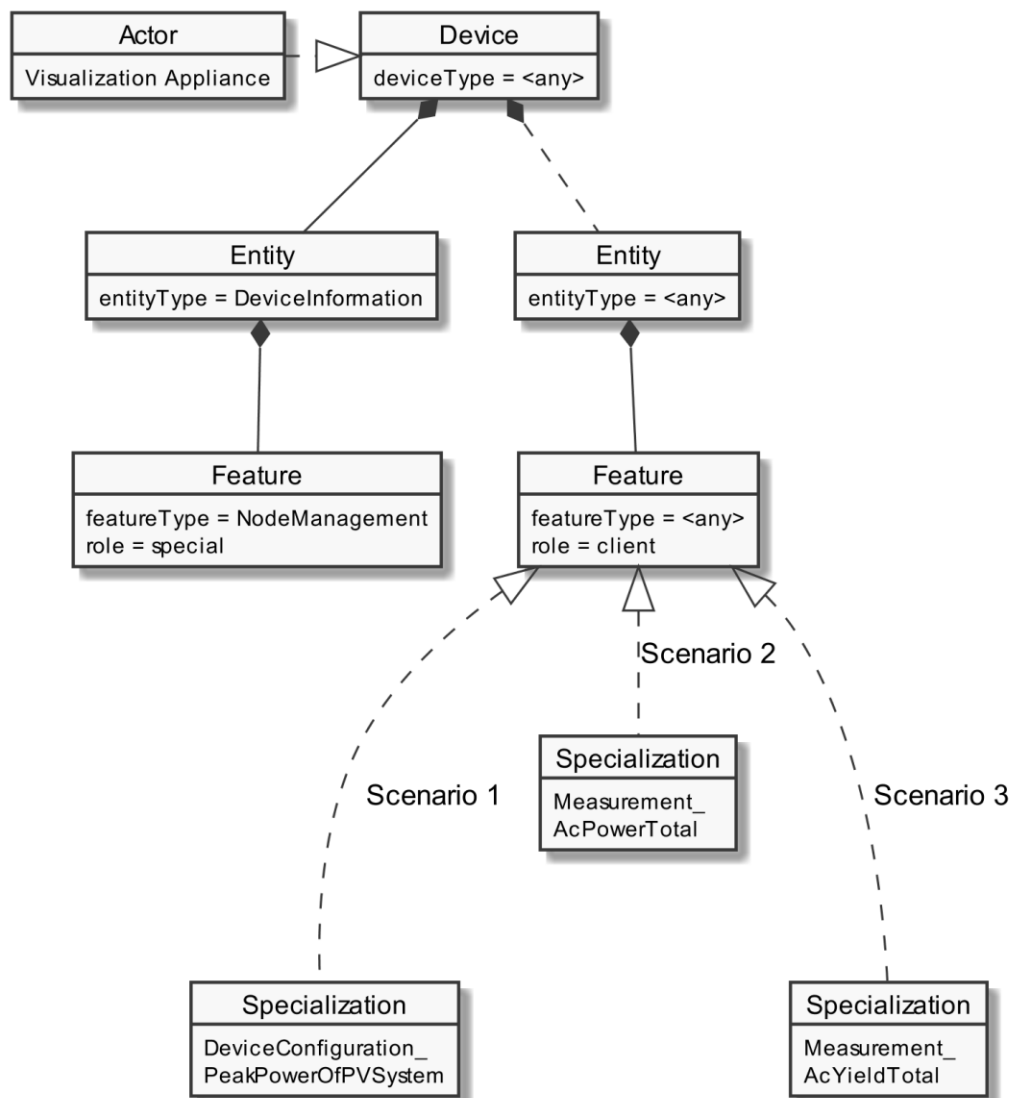 Actor
Visualization Appliance
Device
deviceType = <any>
Entity
entityType = DeviceInformation
Entity
entityType = <any>
Feature
featureType = NodeManagement
role = special
Feature
featureType = <any>
role = client
Scenario 2
Specialization
Measurement_
AcPowerTotal
Scenario 1
Scenario 3
Specialization
DeviceConfiguration_
PeakPowerOfPVSystem
Specialization
Measurement_
AcYieldTotal